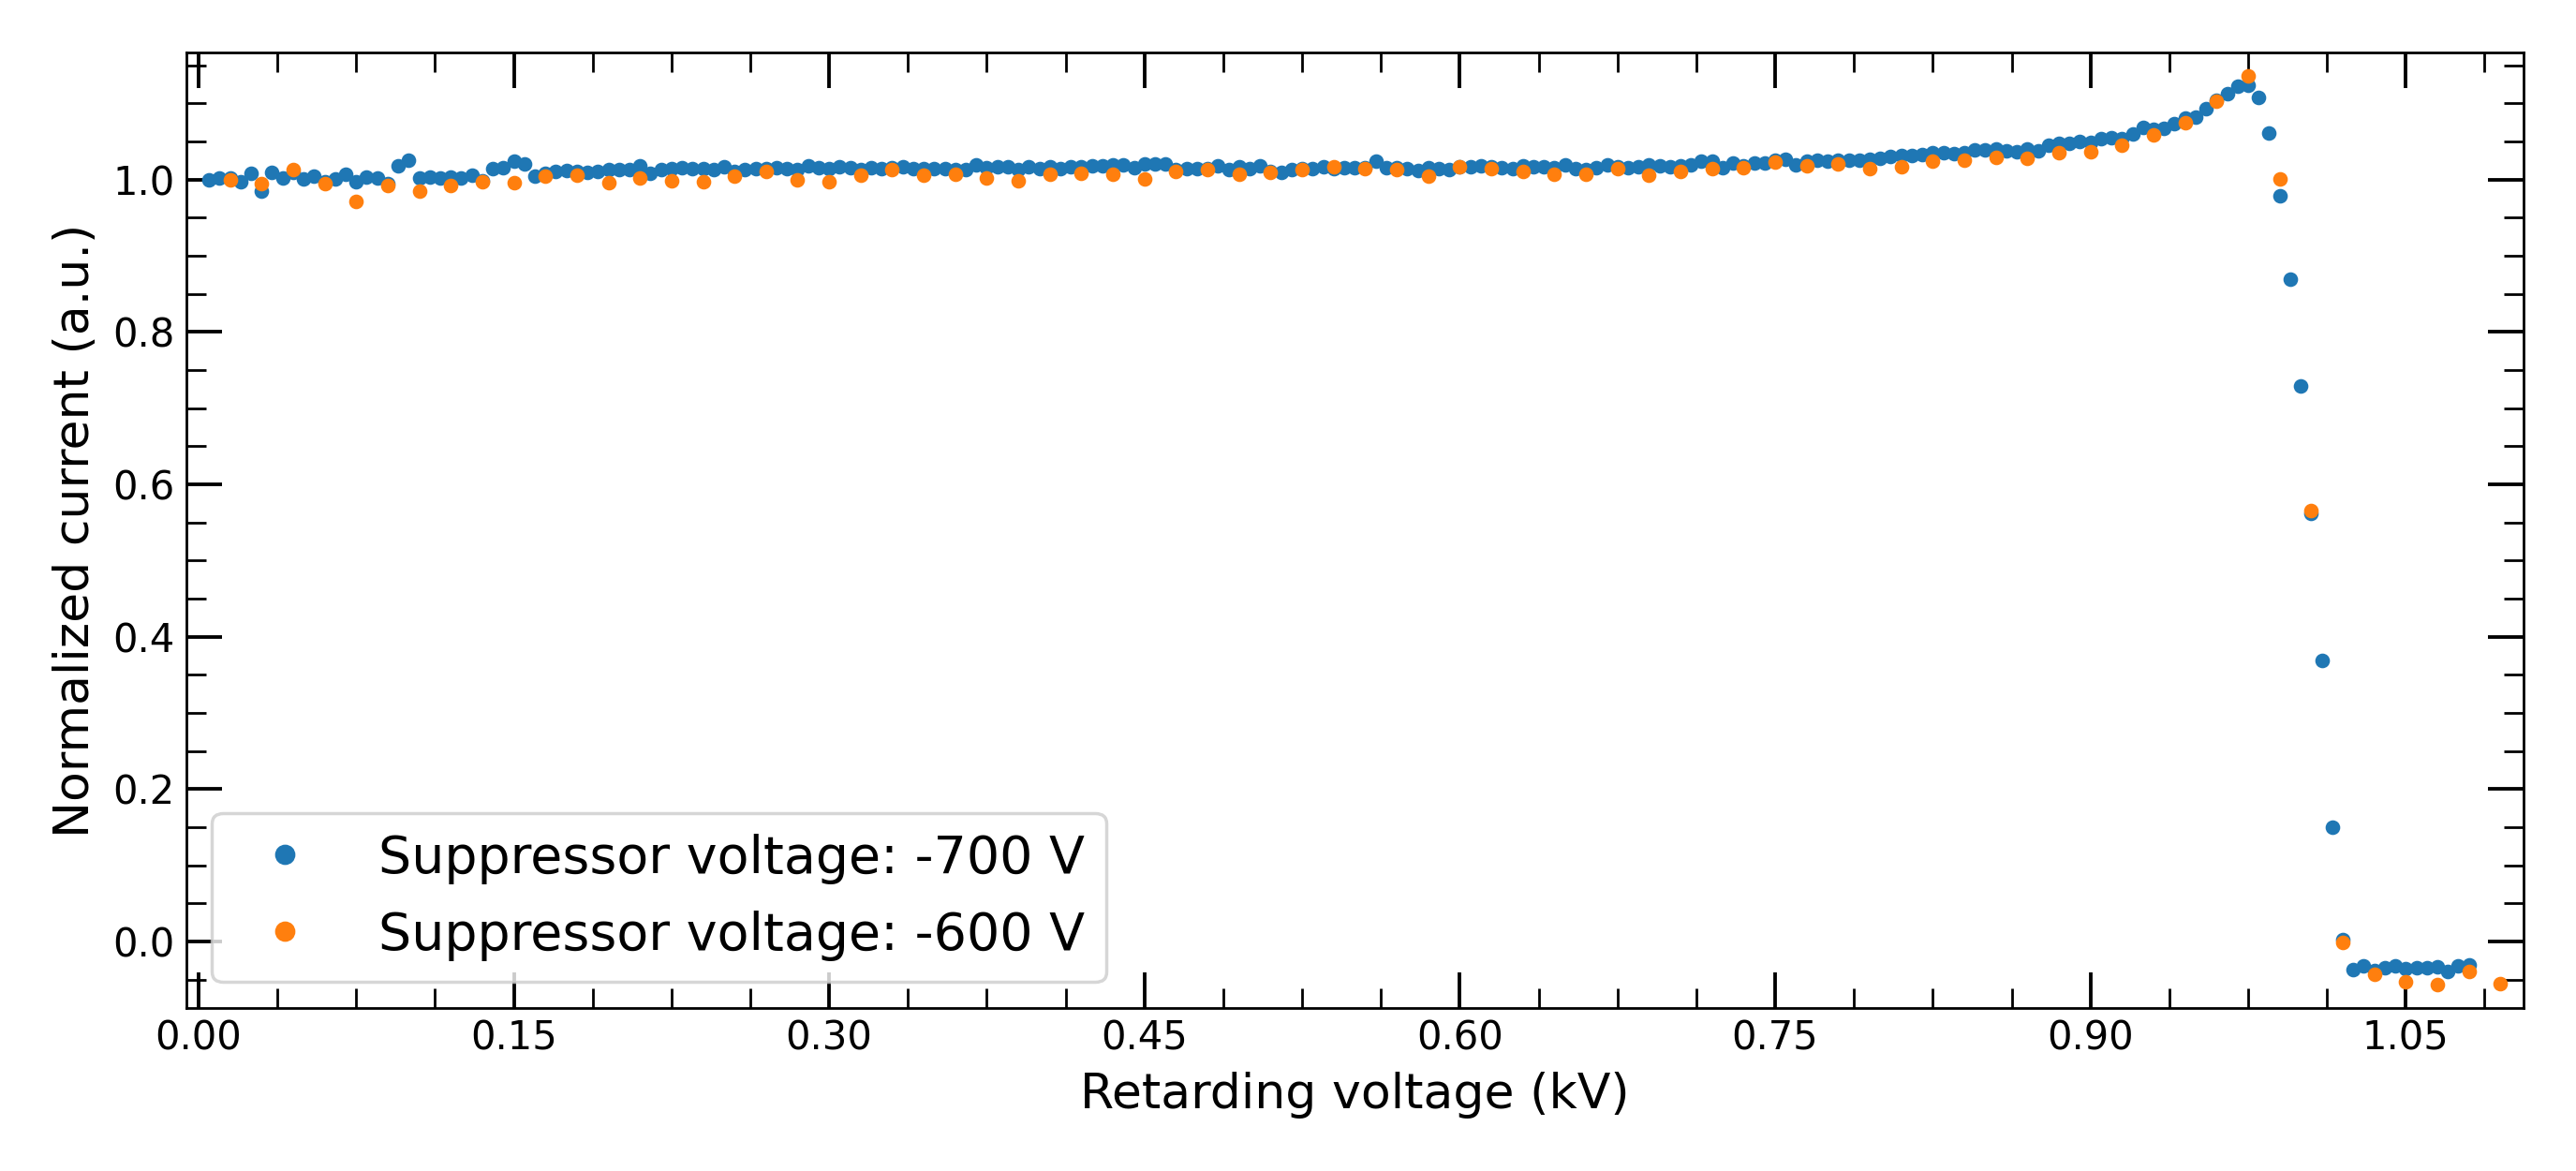 Normalized current (a.u.)
1.0
0.8
0.6
0.4
0.2
0.0
Suppressor voltage: -700 V
Suppressor voltage: -600 V
0.00 0.15 0.30 0.45 0.60 0.75 0.90 1.05
Retarding voltage (kV)